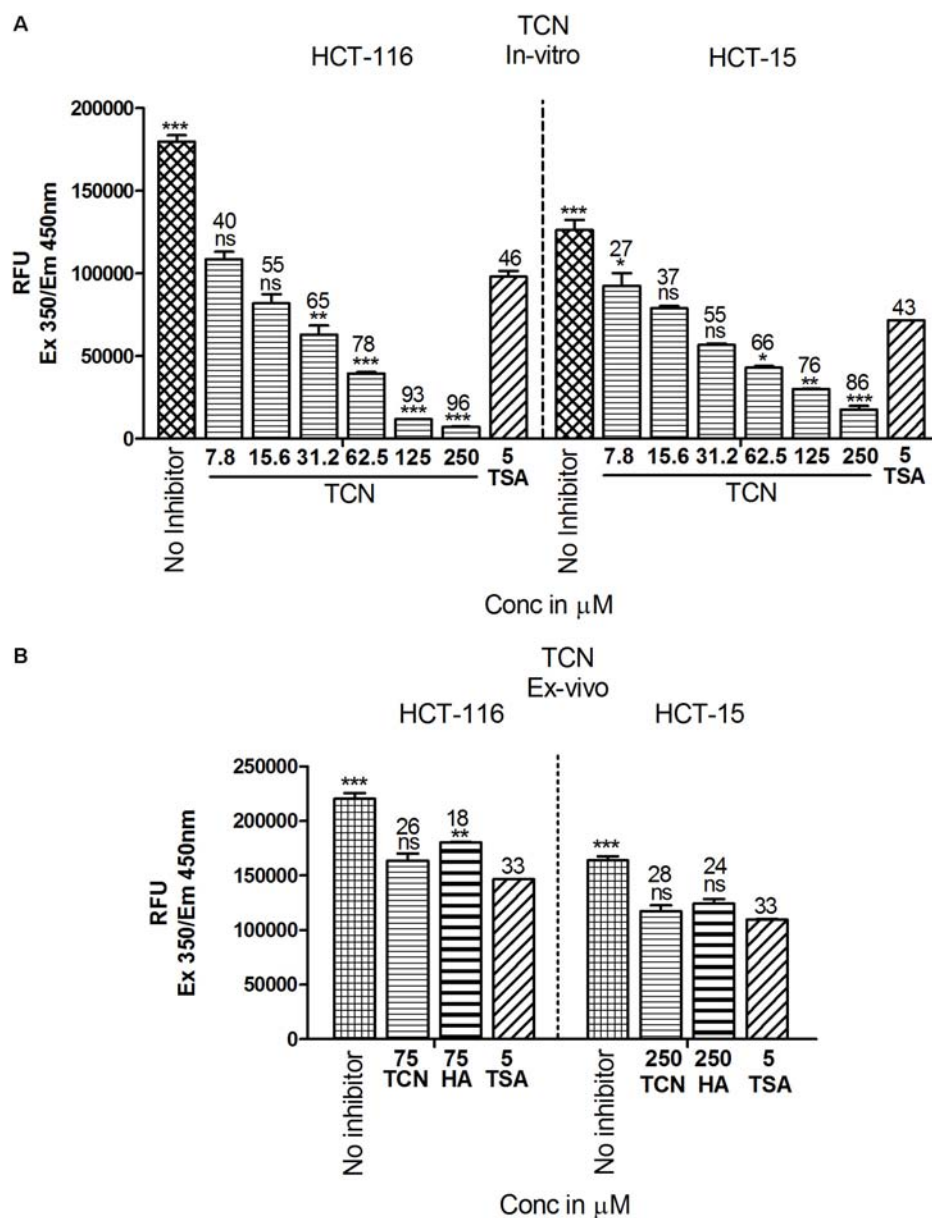 A
TCN
In-vitro
HCT-116
HCT-15
RFU
Ex 350/Em 450nm
200000
150000
100000
50000
0
***
40
ns
55
ns
65
**
78
***
93
***
96
***
46
***
27
*
37
ns
55
ns
66
*
76
**
86
***
43
No Inhibitor
7.8 15.6 31.2 62.5 125 250
TCN
5
TSA
No Inhibitor
7.8 15.6 31.2 62.5 125 250
TCN
5
TSA
Conc in μM
B
TCN
Ex-vivo
HCT-116
HCT-15
RFU
Ex 350/Em 450nm
250000
200000
150000
100000
50000
0
***
26
ns
18
**
33
***
28
ns
24
ns
33
No inhibitor
75
TCN
75
HA
5
TSA
No inhibitor
250
TCN
250
HA
5
TSA
Conc in μM